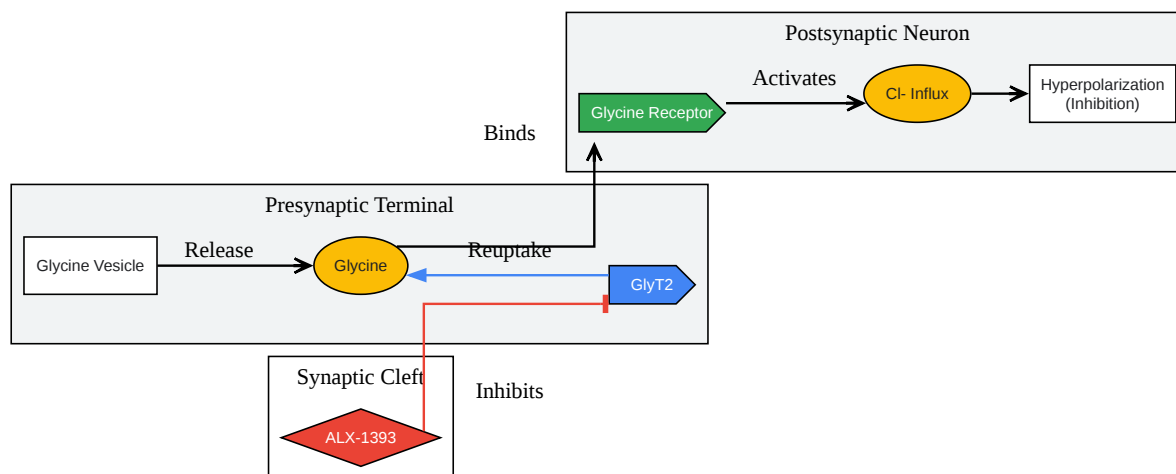 Postsynaptic Neuron
Activates
Glycine Receptor
Cl- Influx
Hyperpolarization
(Inhibition)
Binds
Presynaptic Terminal
Release
Reuptake
Glycine Vesicle
Glycine
GlyT2
Synaptic Cleft
Inhibits
ALX-1393